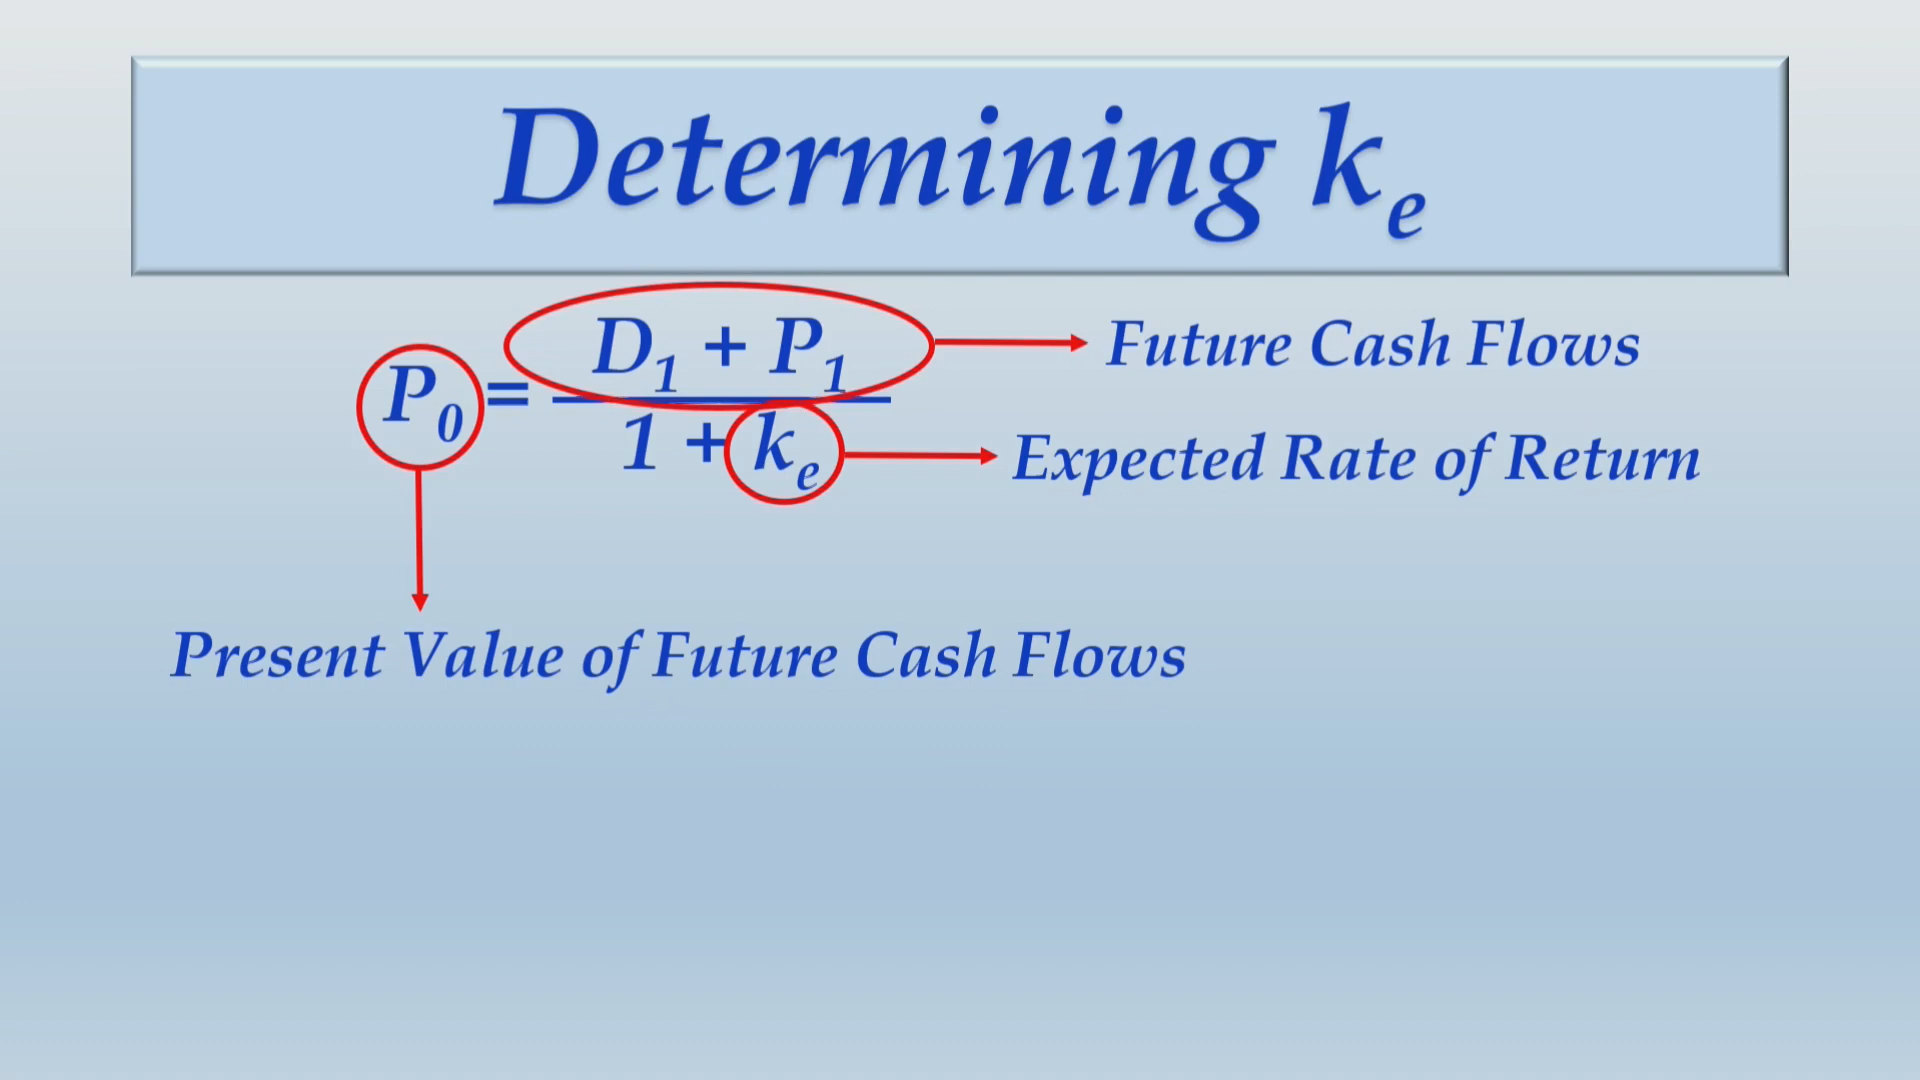 Determining kₑ
D₁ + P₁ Future Cash Flows
P₀ =
1 + kₑ Expected Rate of Return
Present Value of Future Cash Flows